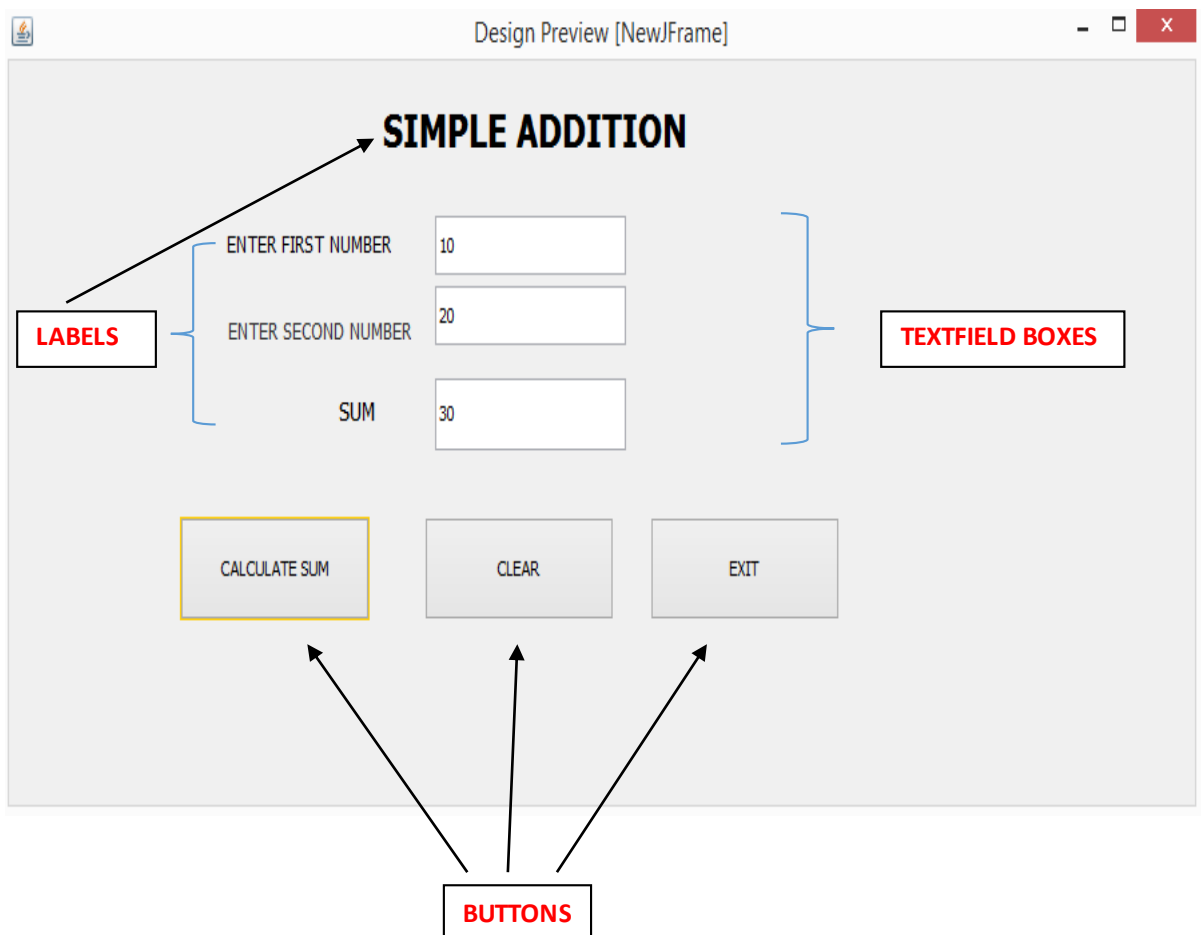 Design Preview [NewJFrame]
X
SIMPLE ADDITION
ENTER FIRST NUMBER 10
ENTER SECOND NUMBER 20
LABELS
TEXTFIELD BOXES
SUM 30
CALCULATE SUM CLEAR EXIT
BUTTONS